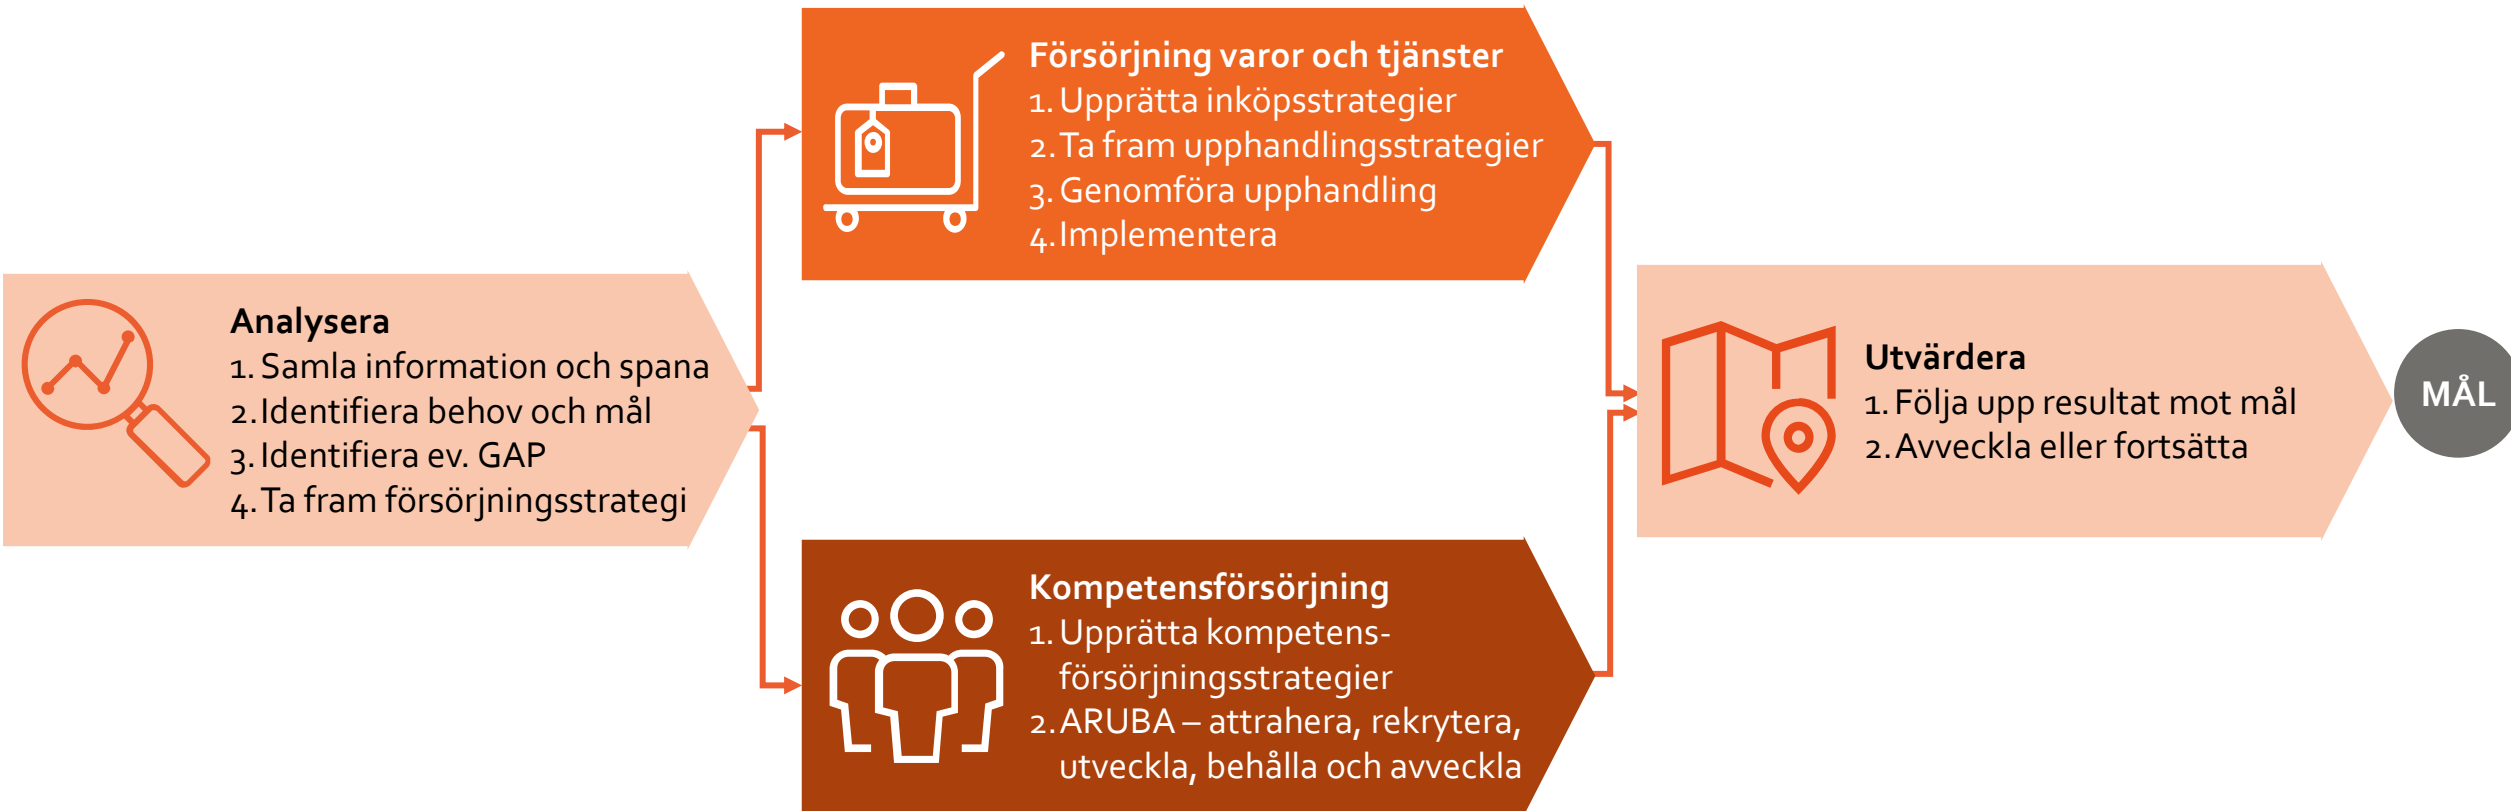 Analysera
1. Samla information och spana
2. Identifiera behov och mål
3. Identifiera ev. GAP
4. Ta fram försörjningsstrategi
Försörjning varor och tjänster
1. Upprätta inköpsstrategier
2. Ta fram upphandlingsstrategier
3. Genomföra upphandling
4. Implementera
Kompetensförsörjning
1. Upprätta kompetens-
försörjningsstrategier
2. ARUBA – attrahera, rekrytera,
utveckla, behålla och avveckla
Utvärdera
1. Följa upp resultat mot mål
2. Avveckla eller fortsätta
MÅL